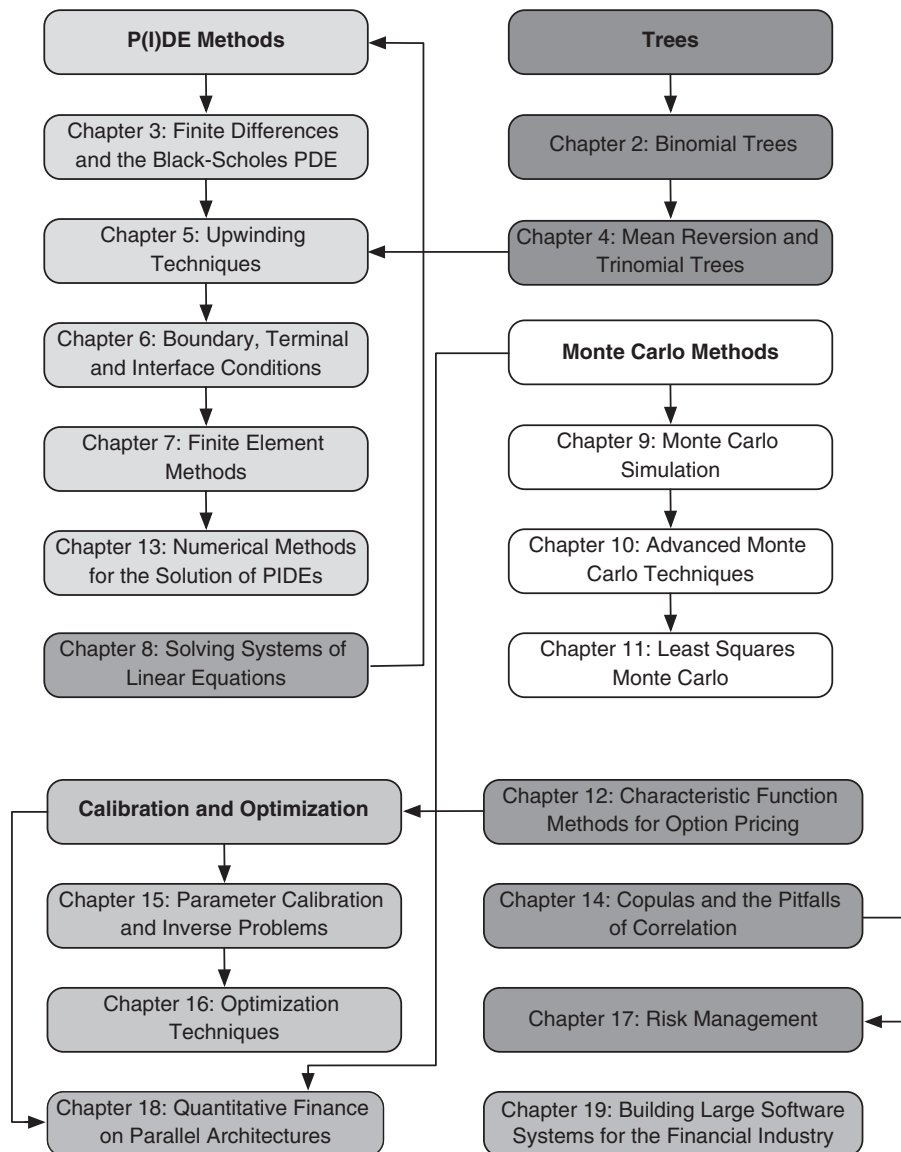 P(I)DE Methods
Chapter 3: Finite Differences
and the Black-Scholes PDE
Chapter 5: Upwinding
Techniques
Chapter 6: Boundary, Terminal
and Interface Conditions
Chapter 7: Finite Element
Methods
Chapter 13: Numerical Methods
for the Solution of PIDEs
Chapter 8: Solving Systems of
Linear Equations
Trees
Chapter 2: Binomial Trees
Chapter 4: Mean Reversion and
Trinomial Trees
Monte Carlo Methods
Chapter 9: Monte Carlo
Simulation
Chapter 10: Advanced Monte
Carlo Techniques
Chapter 11: Least Squares
Monte Carlo
Calibration and Optimization
Chapter 15: Parameter Calibration
and Inverse Problems
Chapter 16: Optimization
Techniques
Chapter 18: Quantitative Finance
on Parallel Architectures
Chapter 12: Characteristic Function
Methods for Option Pricing
Chapter 14: Copulas and the Pitfalls
of Correlation
Chapter 17: Risk Management
Chapter 19: Building Large Software
Systems for the Financial Industry